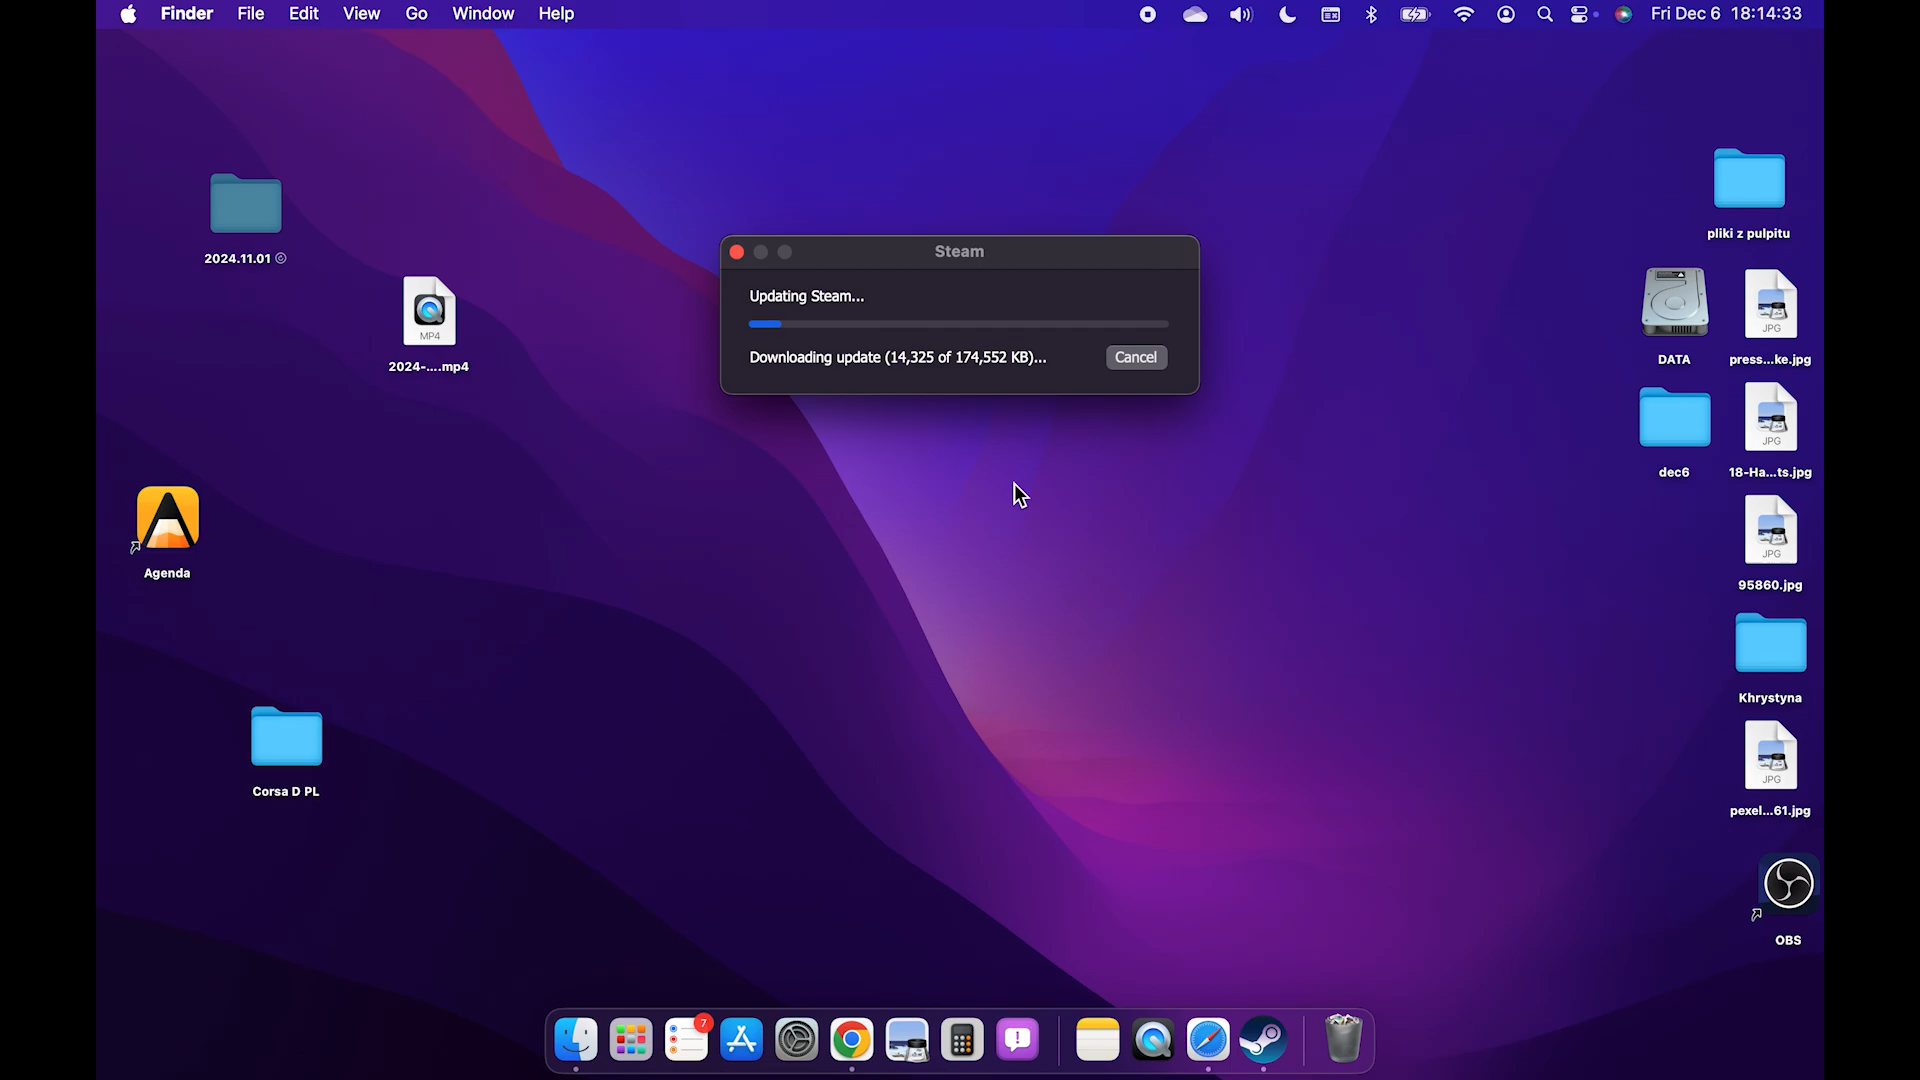 Finder File Edit View Go Window Help Fri Dec 6 18:14:33
2024.11.01
MP4
2024-....mp4
Agenda
Corsa D PL
Steam
Updating Steam...
Downloading update (14,325 of 174,552 KB)...
Cancel
pliki z pulpitu
DATA
JPG
press...ke.jpg
dec6
JPG
18-Ha...ts.jpg
JPG
95860.jpg
Khrystyna
JPG
pexel...61.jpg
OBS
7